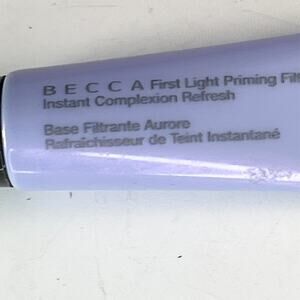 BECCA First Light Priming Filt
Instant Complexion Refresh
Base Filtrante Aurore
Rafraîchisseur de Teint Instantané